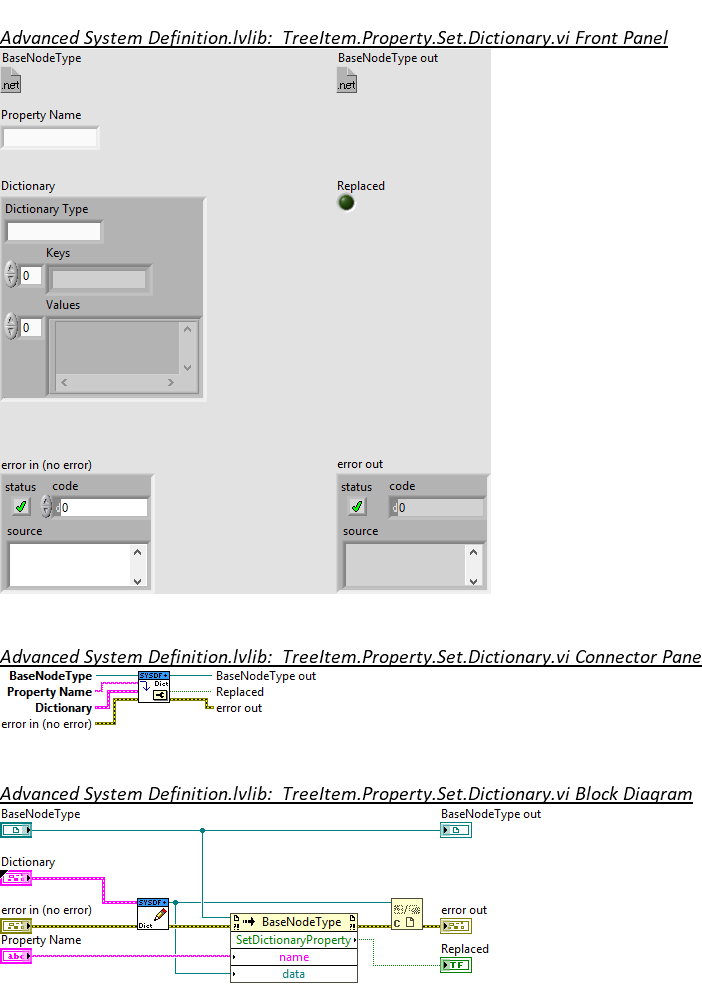 Advanced System Definition.lvlib:  TreeItem.Property.Set.Dictionary.vi Front Panel
BaseNodeType
BaseNodeType out
.net
.net
Property Name
Dictionary
Replaced
Dictionary Type
Keys
0
Values
0
error in (no error)
error out
status
code
status
code
d0
d0
source
source
Advanced System Definition.lvlib:  TreeItem.Property.Set.Dictionary.vi Connector Pane
BaseNodeType
SYSDF+
BaseNodeType out
Property Name
Dict
Replaced
Dictionary
error out
error in (no error)
Advanced System Definition.lvlib:  TreeItem.Property.Set.Dictionary.vi Block Diagram
BaseNodeType
BaseNodeType out
Dictionary
SYSDF+
Dict
error in (no error)
error out
BaseNodeType
C
SetDictionaryProperty
Property Name
Replaced
abc
name
TF
data